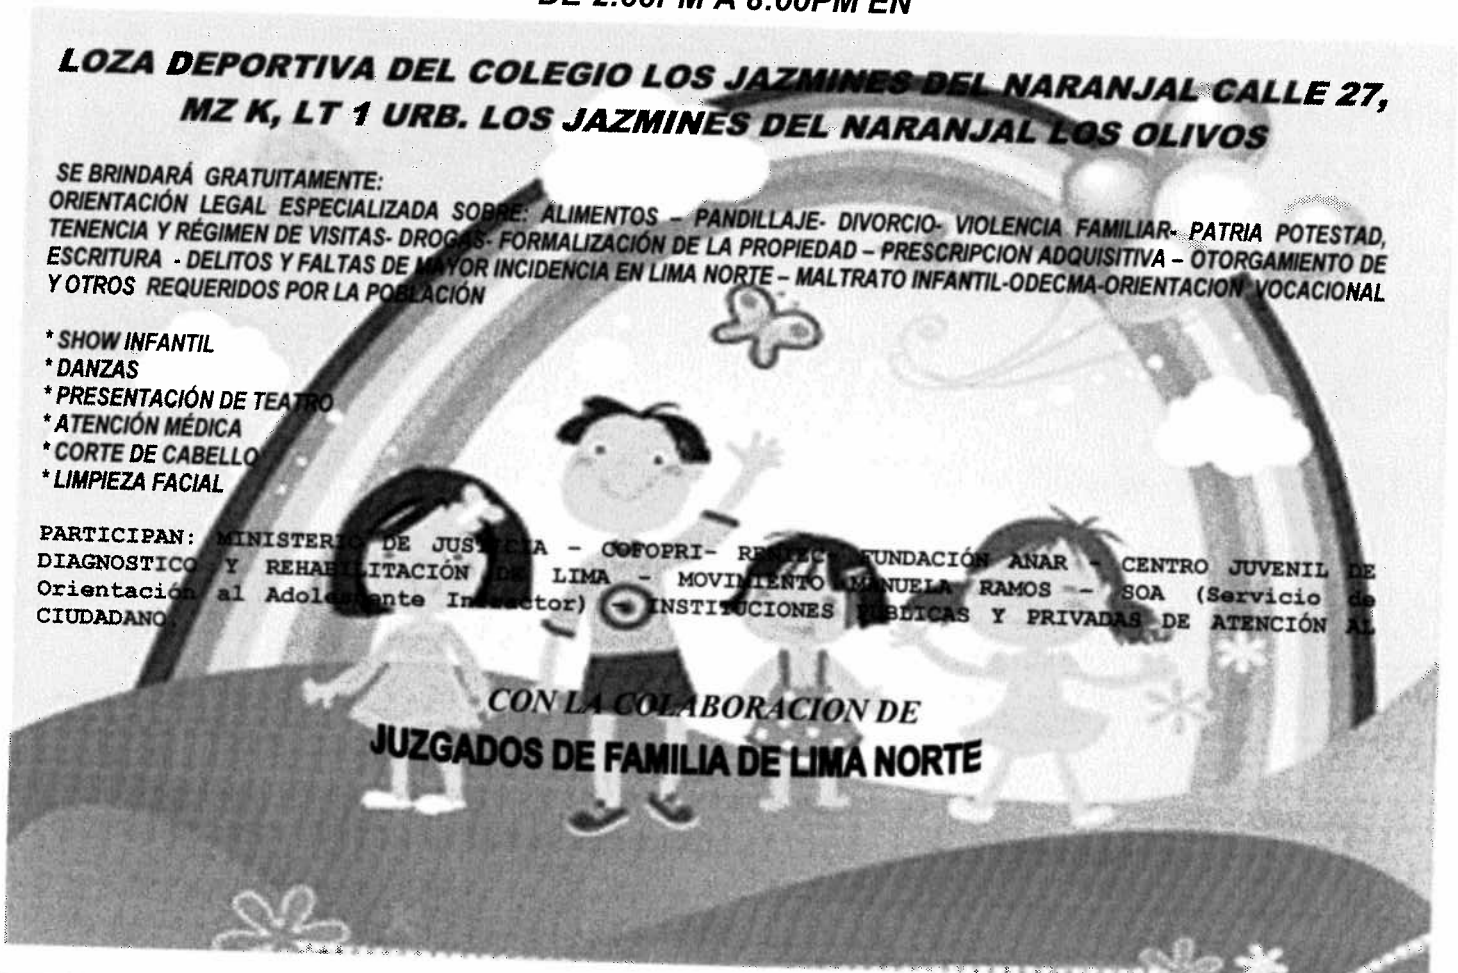 DE 2:00PM A 6:00PM EN
LOZA DEPORTIVA DEL COLEGIO LOS JAZMINES DEL NARANJAL CALLE 27,
MZ K, LT 1 URB. LOS JAZMINES DEL NARANJAL LOS OLIVOS
SE BRINDARÁ GRATUITAMENTE:
ORIENTACIÓN LEGAL ESPECIALIZADA SOBRE: ALIMENTOS – PANDILLAJE- DIVORCIO- VIOLENCIA FAMILIAR- PATRIA POTESTAD,
TENENCIA Y RÉGIMEN DE VISITAS- DROGAS- FORMALIZACIÓN DE LA PROPIEDAD – PRESCRIPCION ADQUISITIVA – OTORGAMIENTO DE
ESCRITURA - DELITOS Y FALTAS DE MAYOR INCIDENCIA EN LIMA NORTE – MALTRATO INFANTIL-ODECMA-ORIENTACION VOCACIONAL
Y OTROS REQUERIDOS POR LA POBLACIÓN
* SHOW INFANTIL
* DANZAS
* PRESENTACIÓN DE TEATRO
* ATENCIÓN MÉDICA
* CORTE DE CABELLO
* LIMPIEZA FACIAL
PARTICIPAN: MINISTERIO DE JUSTICIA – COFOPRI- RENIEC- FUNDACIÓN ANAR – CENTRO JUVENIL DE
DIAGNOSTICO Y REHABILITACIÓN DE LIMA – MOVIMIENTO MANUELA RAMOS – SOA (Servicio de
Orientación al Adolescente Infractor) – INSTITUCIONES PÚBLICAS Y PRIVADAS DE ATENCIÓN AL
CIUDADANO.
CON LA COLABORACION DE
JUZGADOS DE FAMILIA DE LIMA NORTE